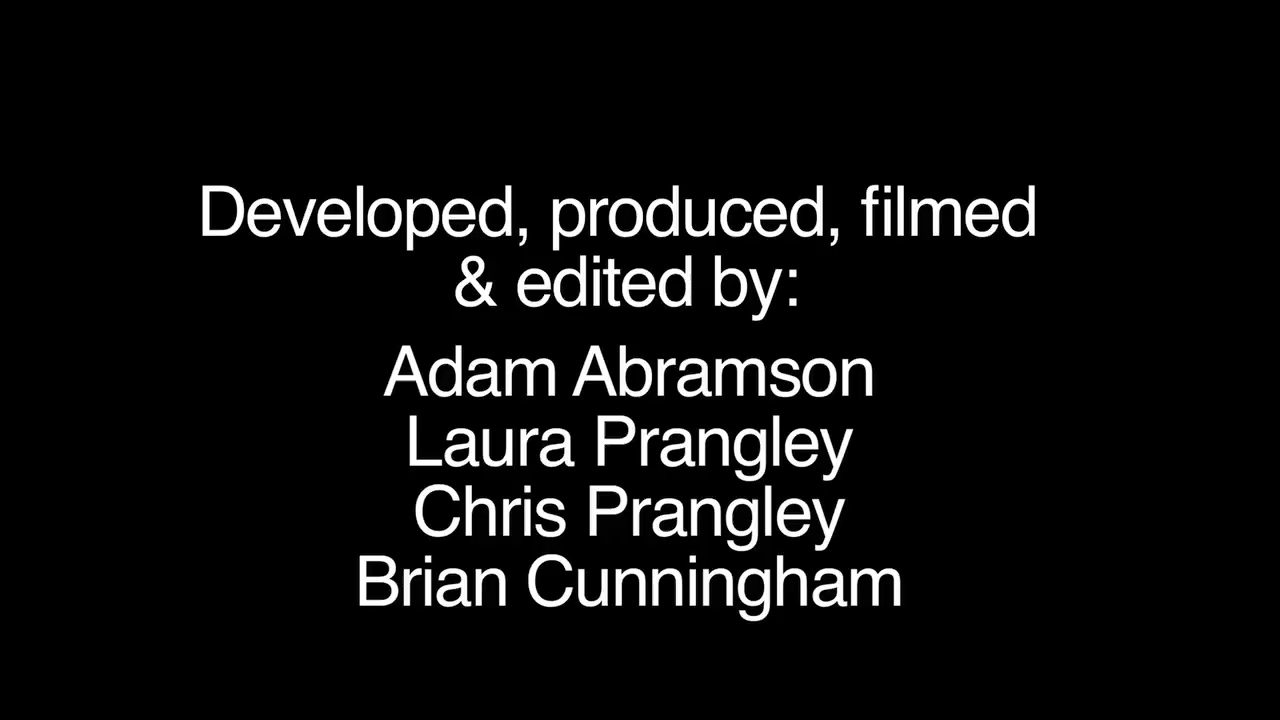 Developed, produced, filmed
& edited by:
Adam Abramson
Laura Prangley
Chris Prangley
Brian Cunningham